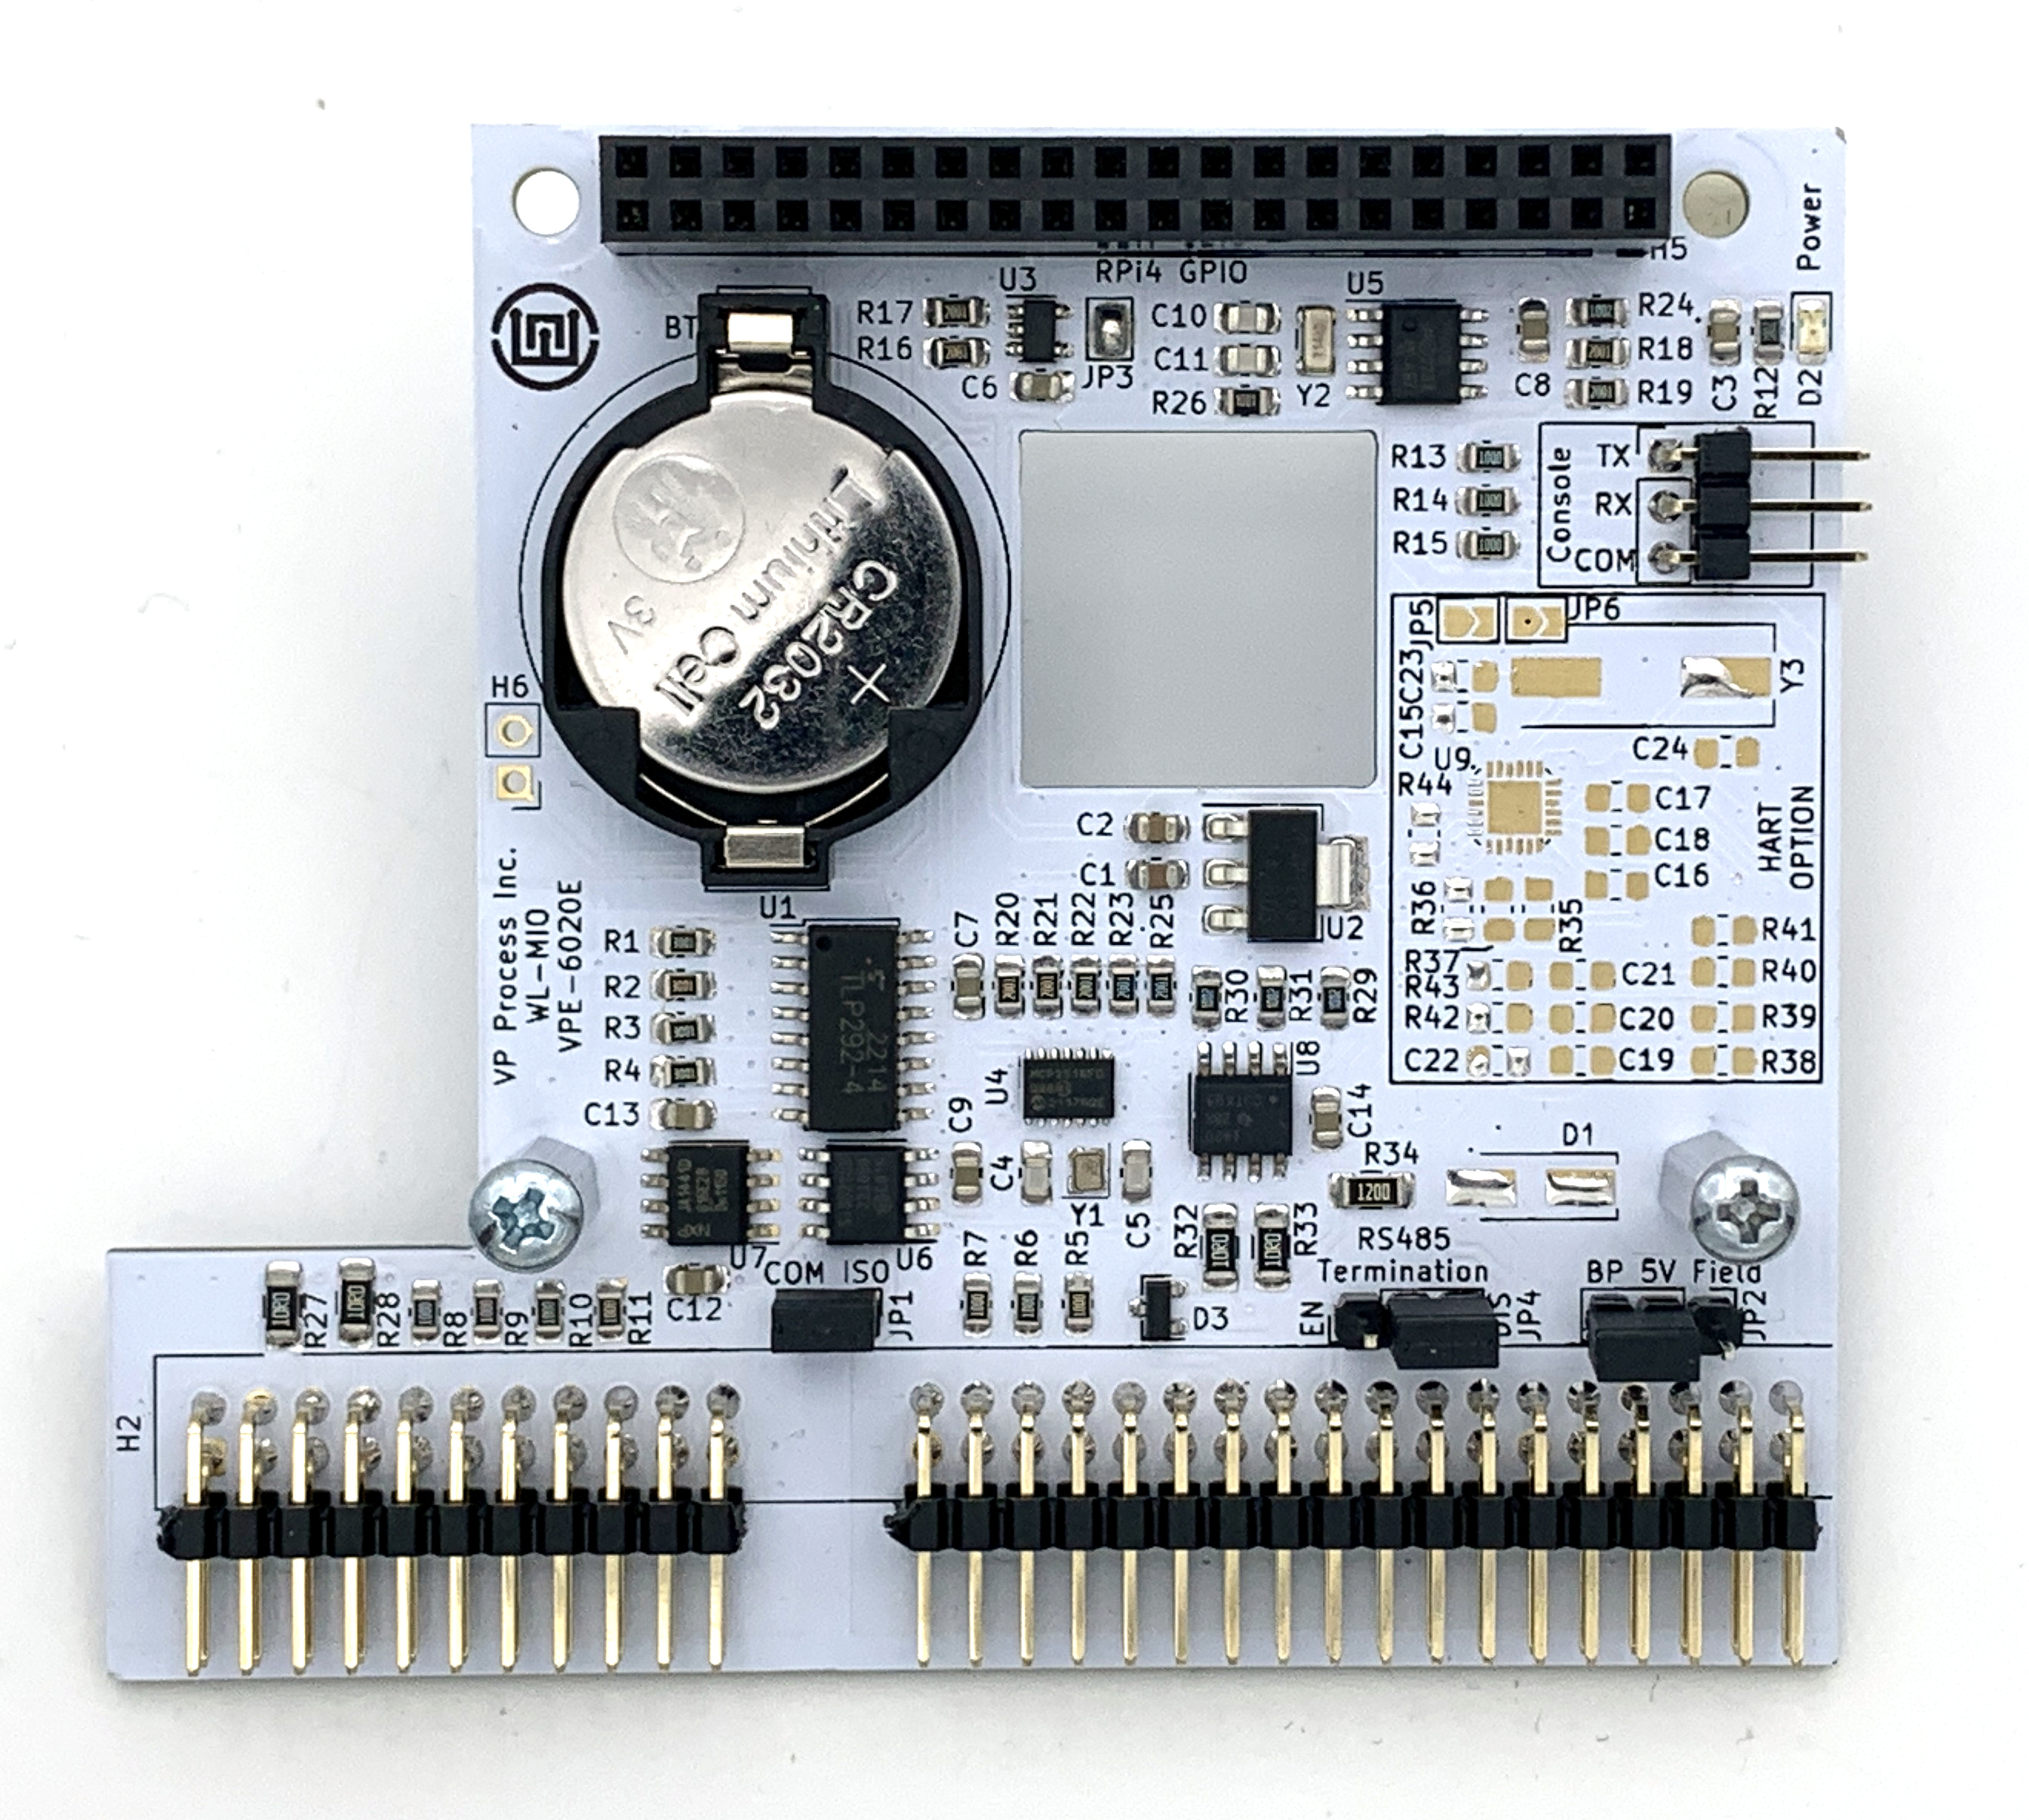 H5
Power
RPi4 GPIO
U3
U5
BT
R17
R16
C6
JP3
C10
C11
R26
Y2
C8
R24
R18
R19
C3
R12
D2
R13
R14
R15
Console
TX
RX
COM
Lithium Cell
CR2032
3V
+
H6
JP5
JP6
C23
C15
Y3
U9
C24
R44
C17
C18
C16
HART
OPTION
R36
R35
R41
R37
R43
C21
R40
R42
C20
R39
C22
C19
R38
VP Process Inc.
WL-MIO
VPE-6020E
C2
C1
U2
U1
R1
R2
R3
R4
C13
2214
TLP292-4
C7
R20
R21
R22
R23
R25
R30
R31
R29
U4
U8
C9
C4
Y1
C5
C14
R34
1200
D1
U7
U6
C12
COM ISO
JP1
R7
R6
R5
R32
R33
D3
RS485
Termination
EN
DIS
JP4
BP 5V Field
JP2
R27
R28
R8
R9
R10
R11
H2